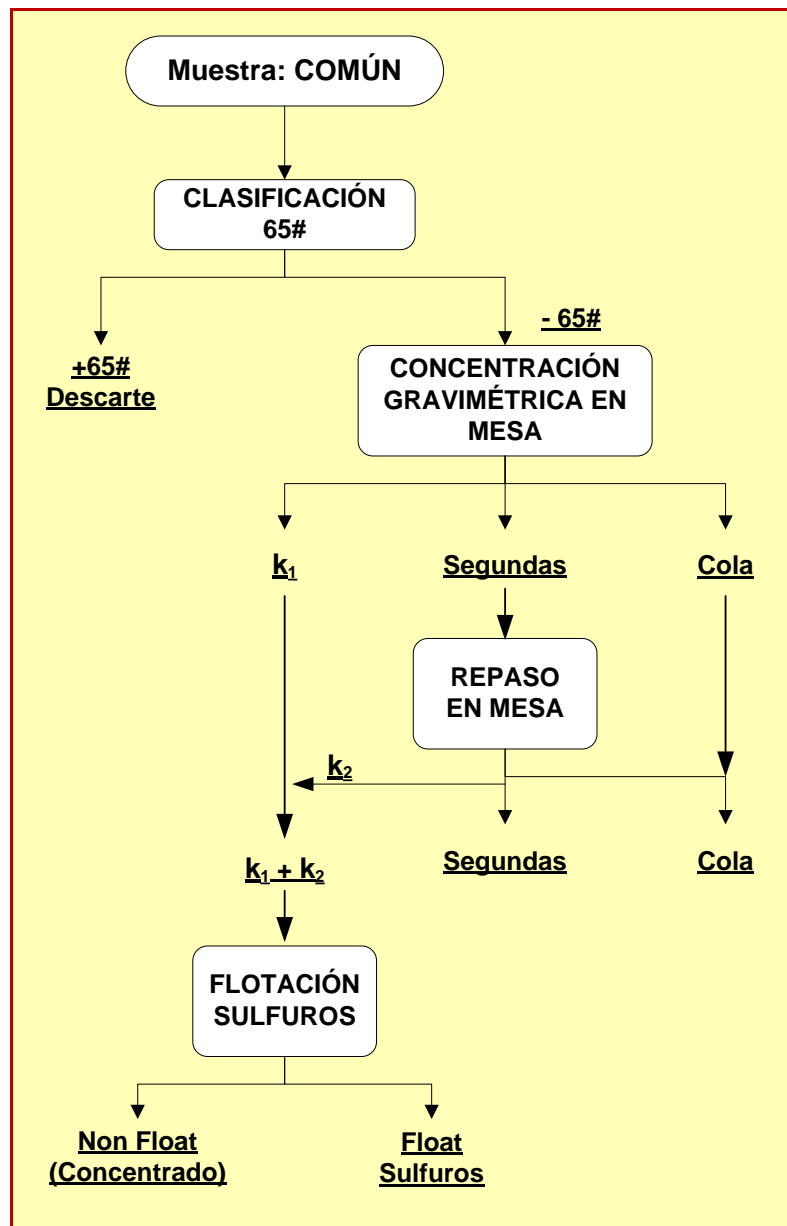 Muestra: COMÚN
CLASIFICACIÓN
65#
- 65#
+65#
Descarte
CONCENTRACIÓN
GRAVIMÉTRICA EN
MESA
k₁
Segundas
Cola
REPASO
EN MESA
k₂
Segundas
Cola
k₁ + k₂
FLOTACIÓN
SULFUROS
Non Float
(Concentrado)
Float
Sulfuros